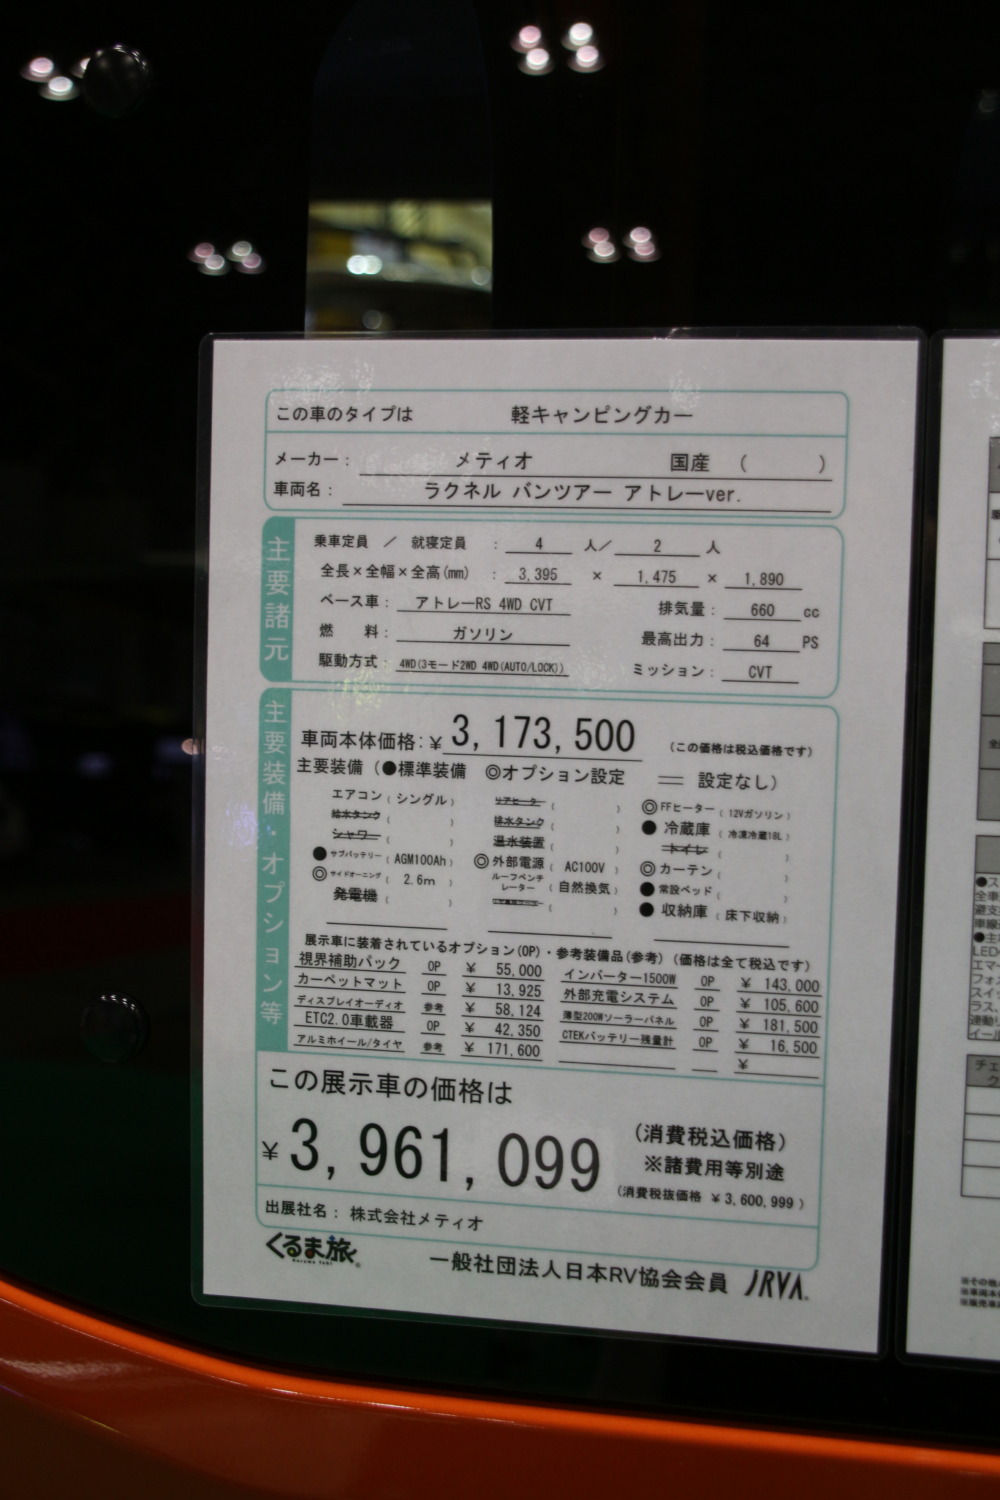 この車のタイプは 軽キャンピングカー
メーカー： メティオ 国産 （ ）
車両名： ラクネル バンツアー アトレーver.
主要諸元
乗車定員 ／ 就寝定員 ： 4 人／ 2 人
全長×全幅×全高(mm) ： 3,395 × 1,475 × 1,890
ベース車： アトレーRS 4WD CVT 排気量： 660 cc
燃 料： ガソリン 最高出力： 64 PS
駆動方式： 4WD(3モード2WD 4WD(AUTO/LOCK)) ミッション： CVT
主要装備・オプション等
車両本体価格：￥3,173,500 (この価格は税込価格です)
主要装備（●標準装備 ◎オプション設定 ＝ 設定なし）
エアコン（シングル） リアヒーター（ ） ◎FFヒーター（12Vガソリン）
給水タンク（ ） 排水タンク（ ） ●冷蔵庫（冷凍冷蔵18L）
シャワー（ ） 温水装置（ ） トイレ（ ）
●サブバッテリー（AGM100Ah） ◎外部電源（AC100V） ◎カーテン（ ）
◎サイドオーニング（2.6m） ルーフベンチレーター（自然換気） ●常設ベッド（ ）
発電機（ ） ●収納庫（床下収納）
展示車に装着されているオプション(OP)・参考装備品(参考)（価格は全て税込です）
視界補助パック OP ￥ 55,000 インバーター1500W OP ￥ 143,000
カーペットマット OP ￥ 13,925 外部充電システム OP ￥ 105,600
ディスプレイオーディオ 参考 ￥ 58,124 薄型200Wソーラーパネル OP ￥ 181,500
ETC2.0車載器 OP ￥ 42,350 CTEKバッテリー残量計 OP ￥ 16,500
アルミホイール/タイヤ 参考 ￥ 171,600 ￥
この展示車の価格は
￥3,961,099 （消費税込価格）
※諸費用等別途
（消費税抜価格 ￥3,600,999）
出展社名： 株式会社メティオ
くるま旅 一般社団法人日本RV協会会員 JRVA